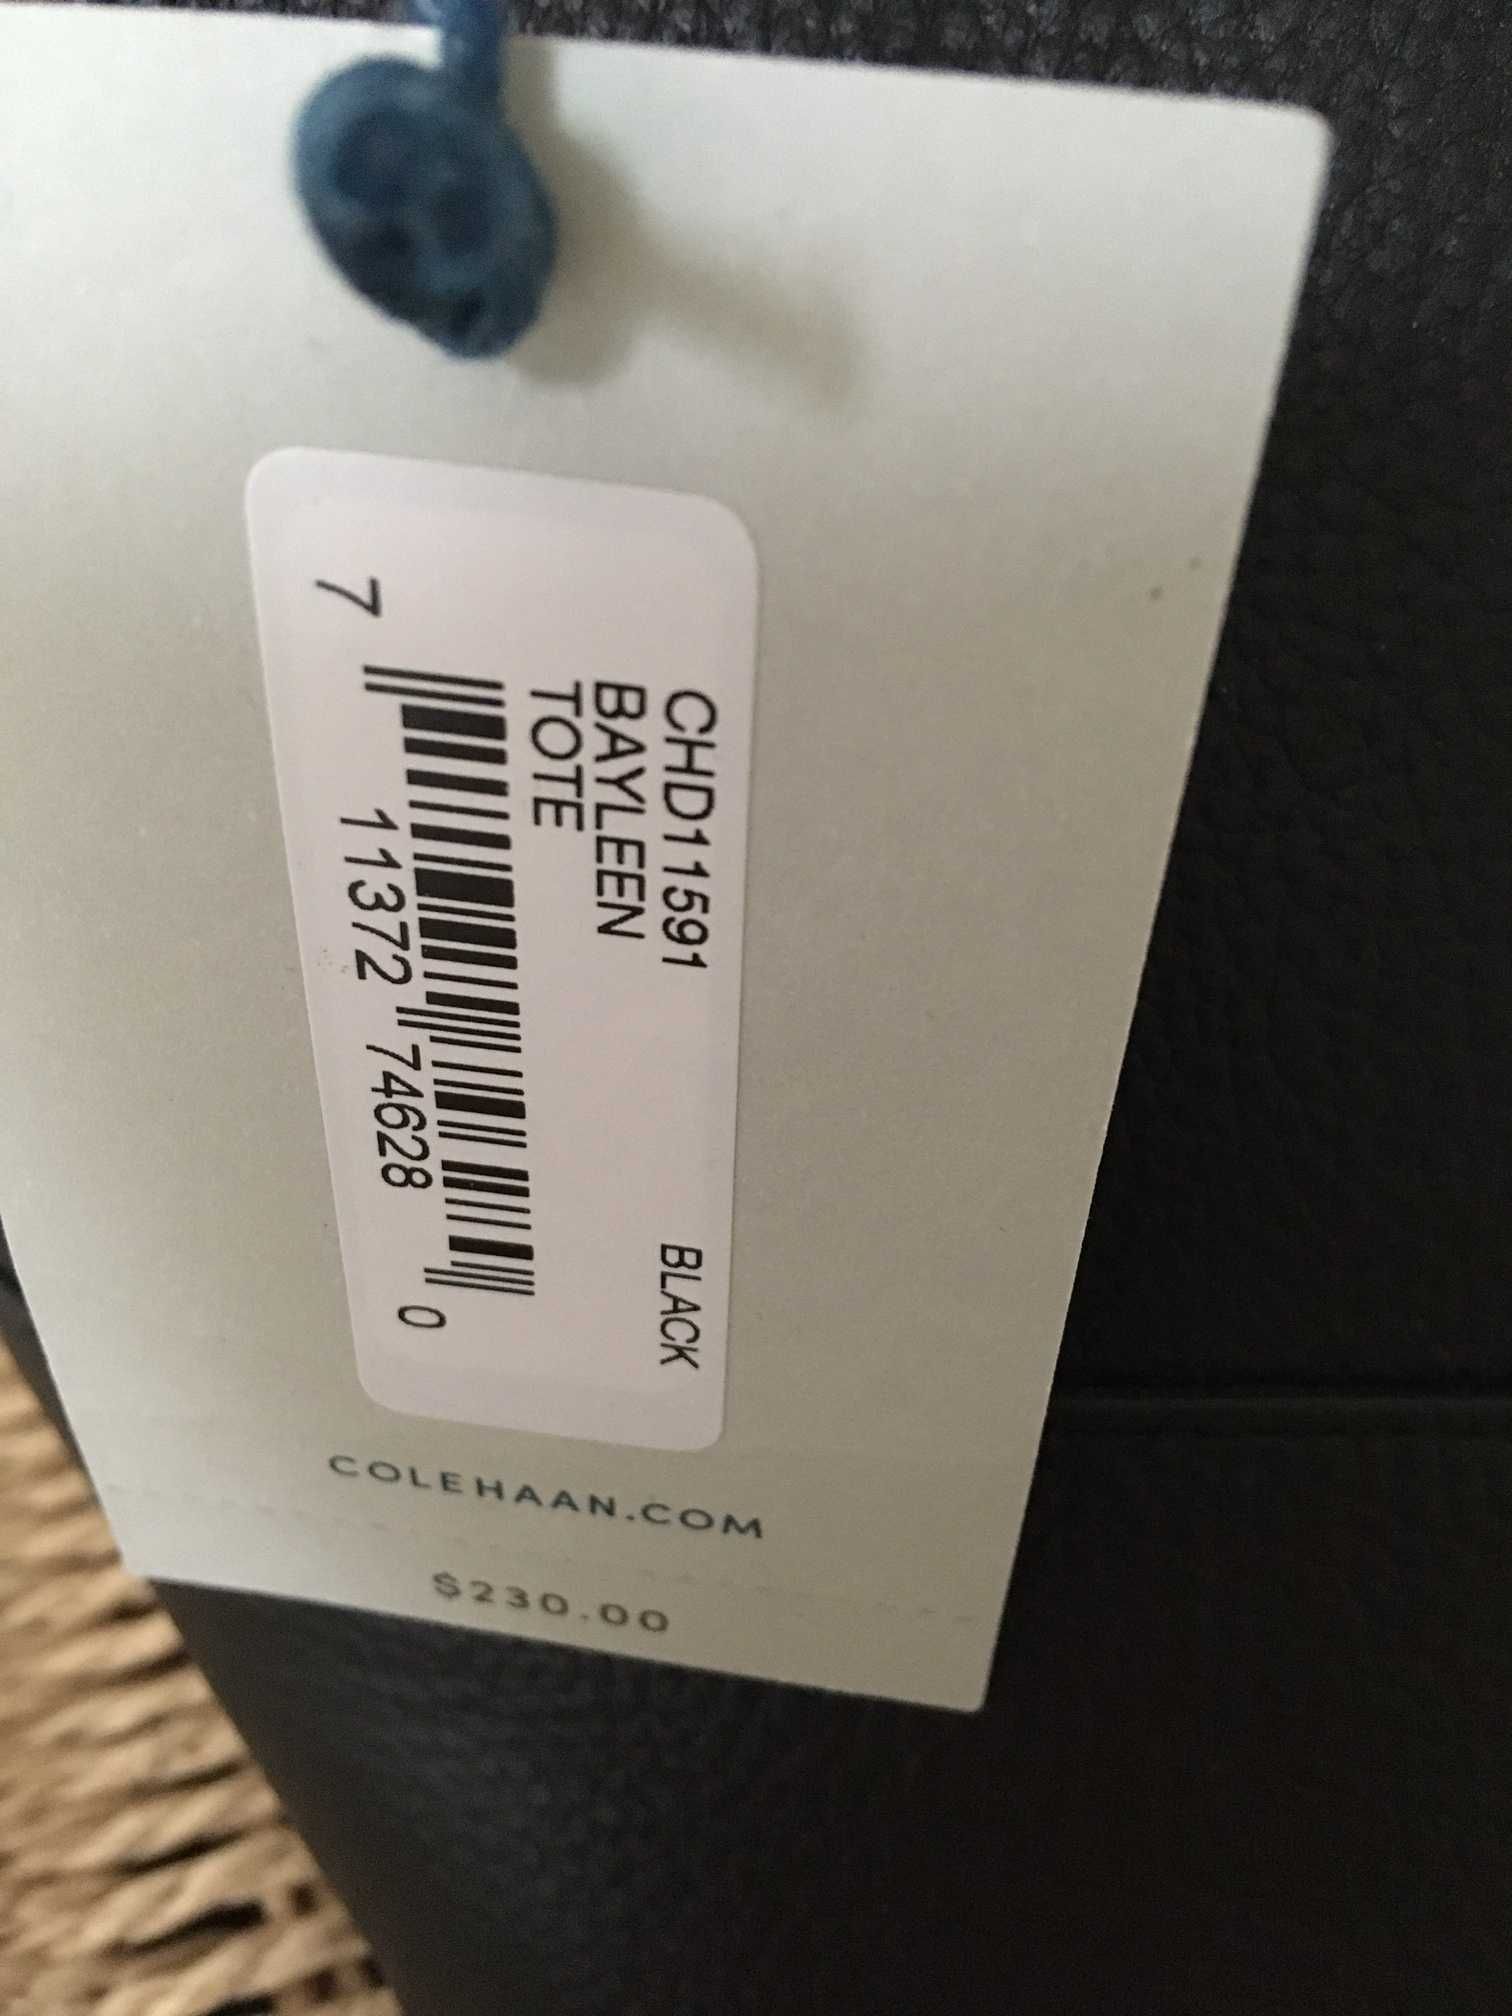 CHD11591 BLACK
BAYLEEN
TOTE
7 11372 74628 0
COLEHAAN.COM
$230.00